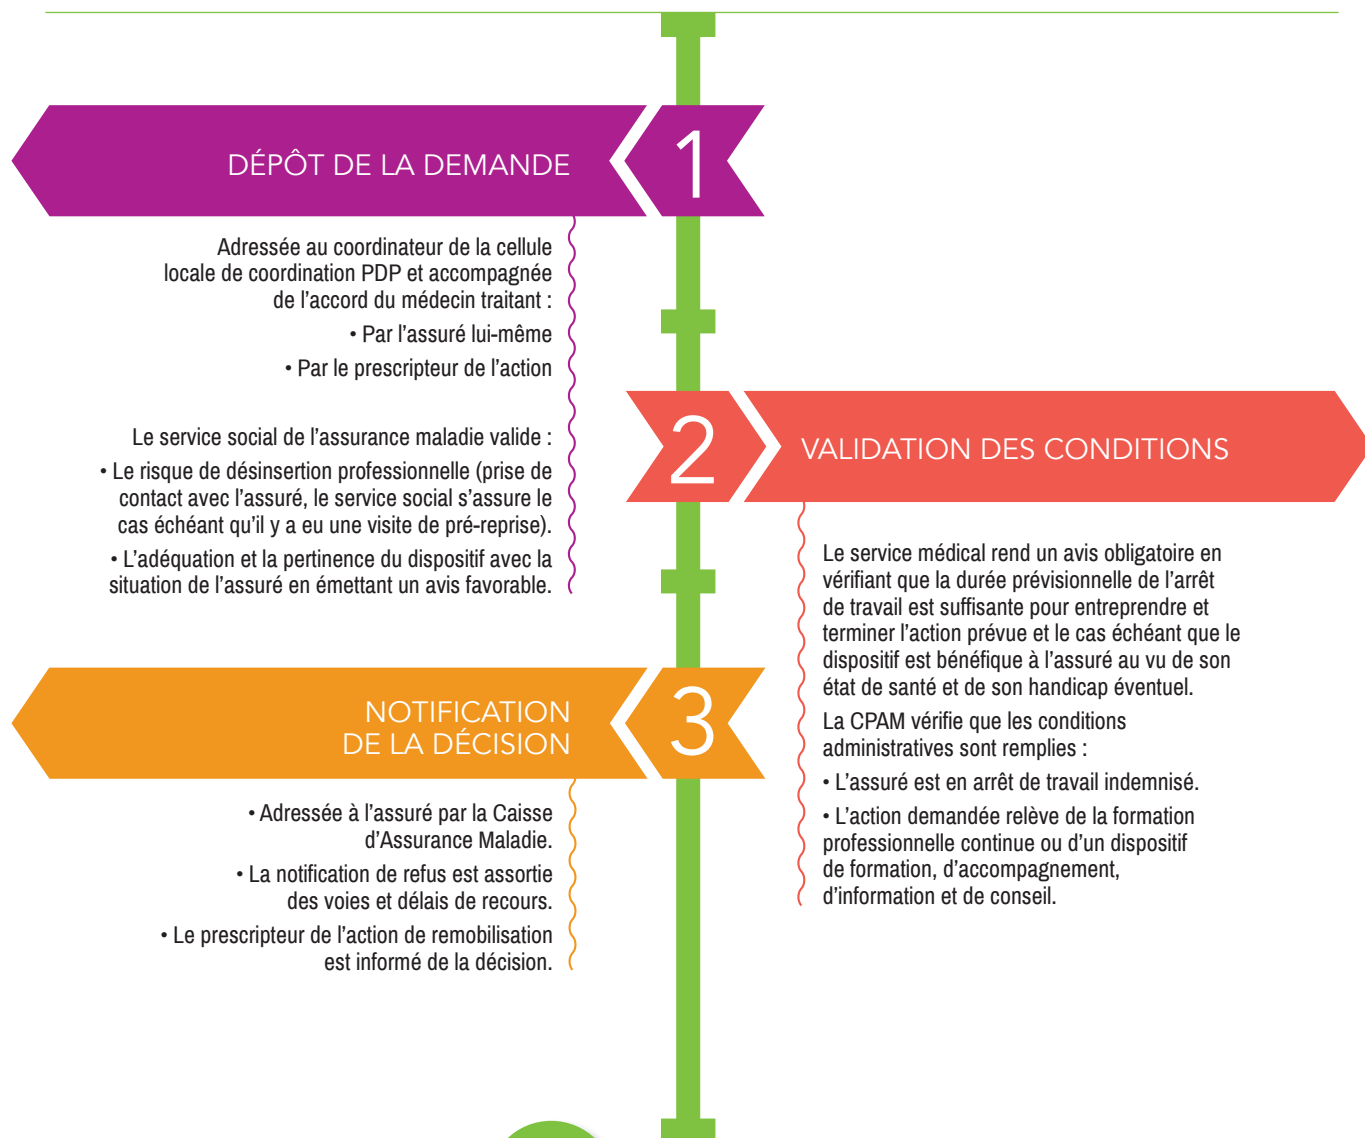 1
DÉPÔT DE LA DEMANDE
Adressée au coordinateur de la cellule
locale de coordination PDP et accompagnée
de l’accord du médecin traitant :
• Par l’assuré lui-même
• Par le prescripteur de l’action
Le service social de l’assurance maladie valide :
• Le risque de désinsertion professionnelle (prise de
contact avec l’assuré, le service social s’assure le
cas échéant qu’il y a eu une visite de pré-reprise).
• L’adéquation et la pertinence du dispositif avec la
situation de l’assuré en émettant un avis favorable.
2
VALIDATION DES CONDITIONS
Le service médical rend un avis obligatoire en
vérifiant que la durée prévisionnelle de l’arrêt
de travail est suffisante pour entreprendre et
terminer l’action prévue et le cas échéant que le
dispositif est bénéfique à l’assuré au vu de son
état de santé et de son handicap éventuel.
La CPAM vérifie que les conditions
administratives sont remplies :
• L’assuré est en arrêt de travail indemnisé.
• L’action demandée relève de la formation
professionnelle continue ou d’un dispositif
de formation, d’accompagnement,
d’information et de conseil.
3
NOTIFICATION
DE LA DÉCISION
• Adressée à l’assuré par la Caisse
d’Assurance Maladie.
• La notification de refus est assortie
des voies et délais de recours.
• Le prescripteur de l’action de remobilisation
est informé de la décision.